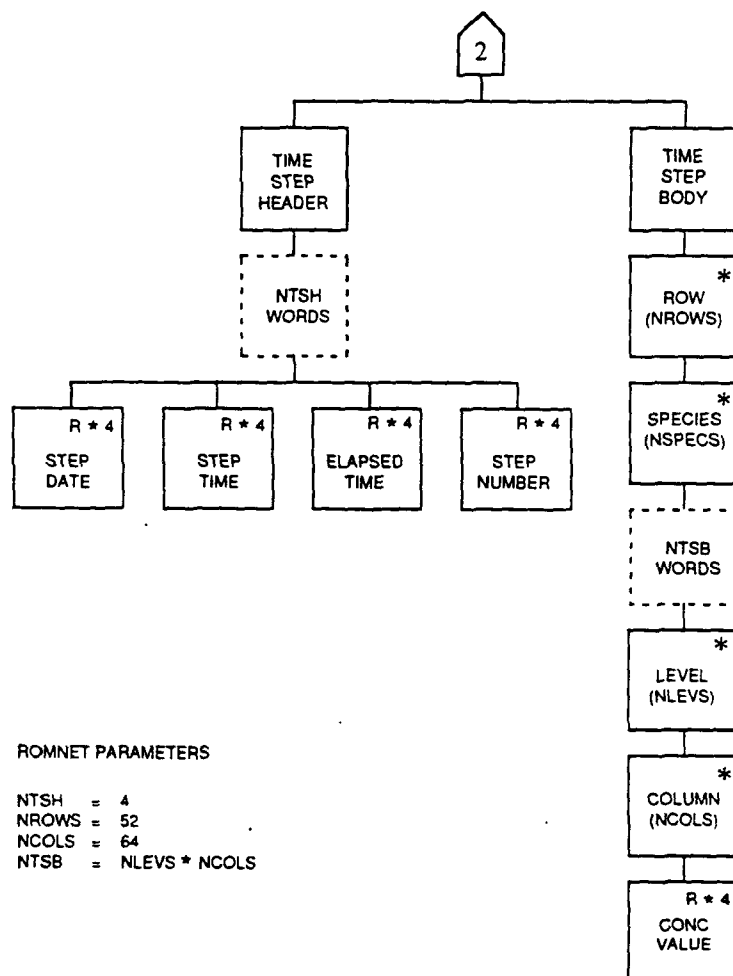 2
TIME
STEP
HEADER
TIME
STEP
BODY
NTSH
WORDS
*
ROW
(NROWS)
R * 4
STEP
DATE
R * 4
STEP
TIME
R * 4
ELAPSED
TIME
R * 4
STEP
NUMBER
*
SPECIES
(NSPECS)
NTSB
WORDS
*
LEVEL
(NLEVS)
*
COLUMN
(NCOLS)
R * 4
CONC
VALUE
ROMNET PARAMETERS
NTSH = 4
NROWS = 52
NCOLS = 64
NTSB = NLEVS * NCOLS